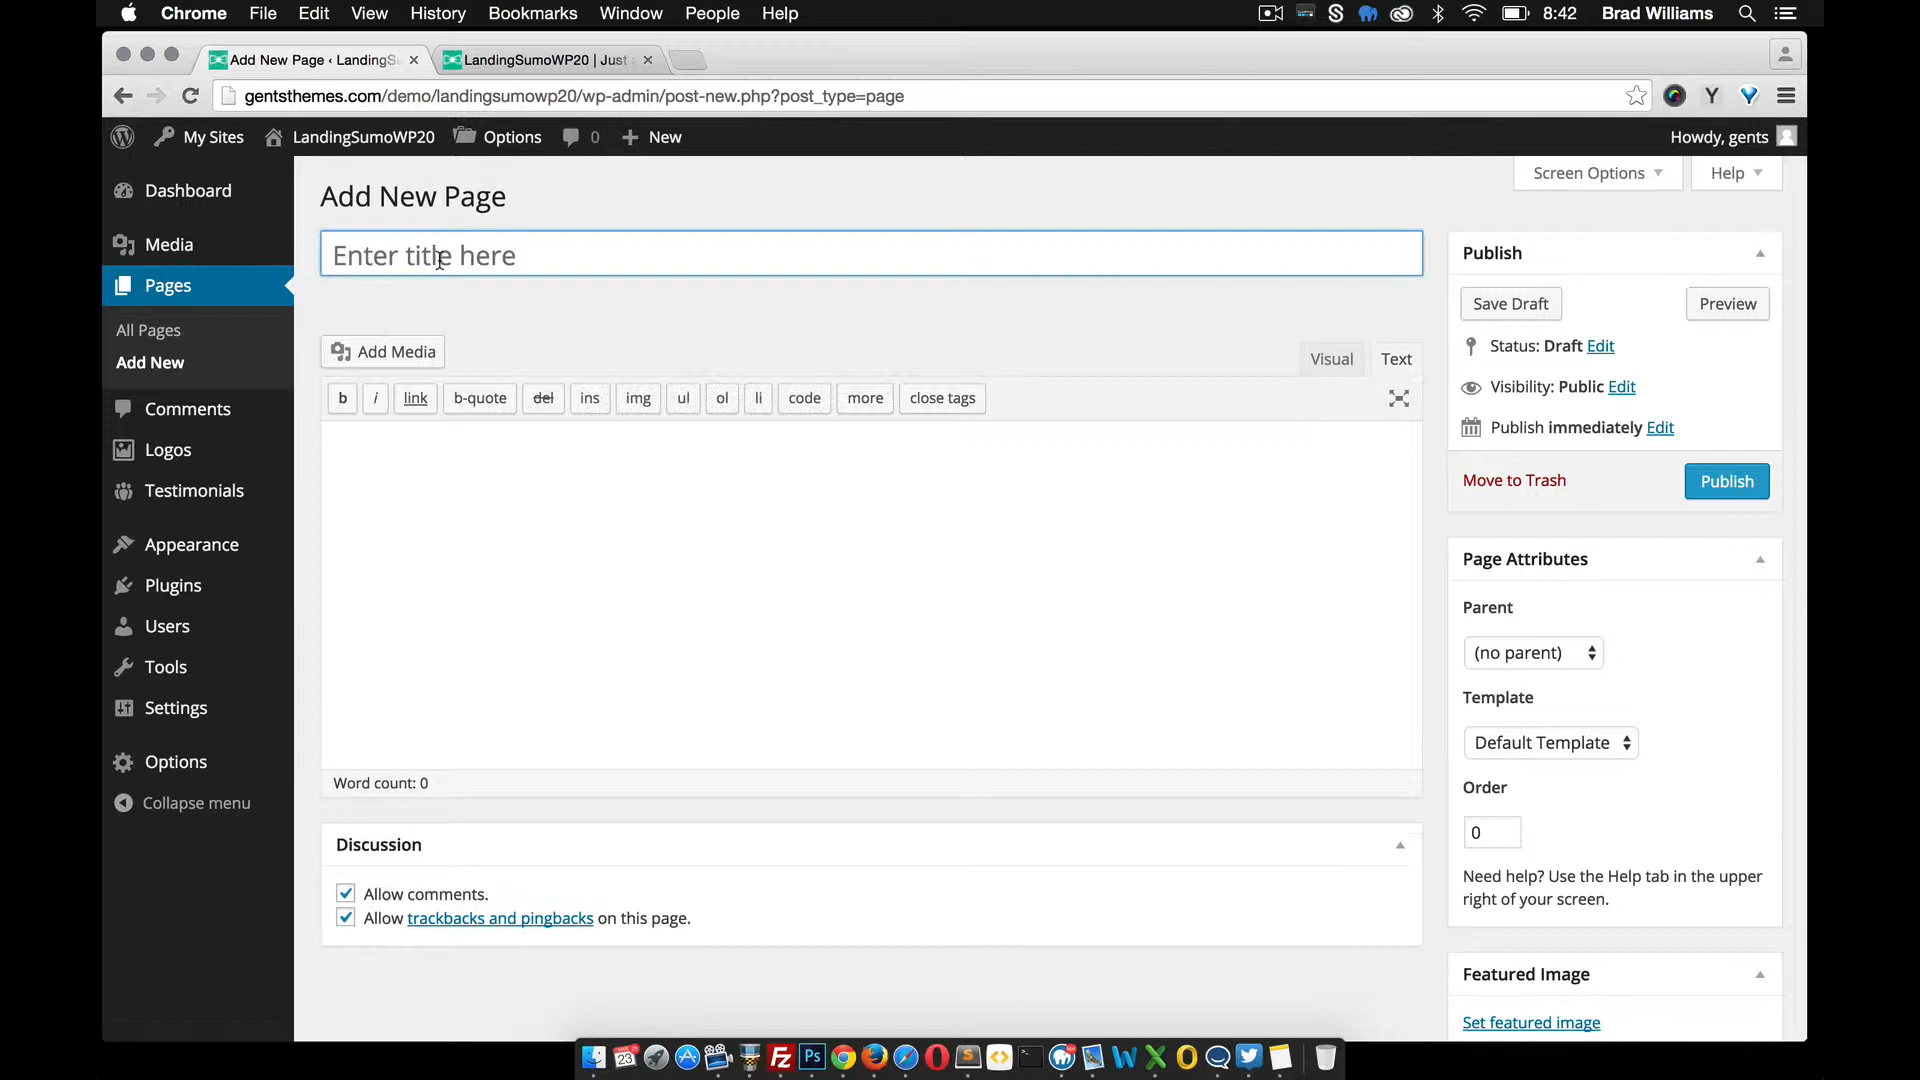 Chrome File Edit View History Bookmarks Window People Help 8:42 Brad Williams
Add New Page ‹ LandingS
LandingSumoWP20 | Just
gentsthemes.com/demo/landingsumowp20/wp-admin/post-new.php?post_type=page
My Sites LandingSumoWP20 Options 0 New Howdy, gents
Screen Options Help
Dashboard
Media
Pages
All Pages
Add New
Comments
Logos
Testimonials
Appearance
Plugins
Users
Tools
Settings
Options
Collapse menu
Add New Page
Enter title here
Add Media
Visual Text
b i link b-quote del ins img ul ol li code more close tags
Word count: 0
Discussion
Allow comments.
Allow trackbacks and pingbacks on this page.
Publish
Save Draft Preview
Status: Draft Edit
Visibility: Public Edit
Publish immediately Edit
Move to Trash Publish
Page Attributes
Parent
(no parent)
Template
Default Template
Order
0
Need help? Use the Help tab in the upper
right of your screen.
Featured Image
Set featured image
23
Fz Ps